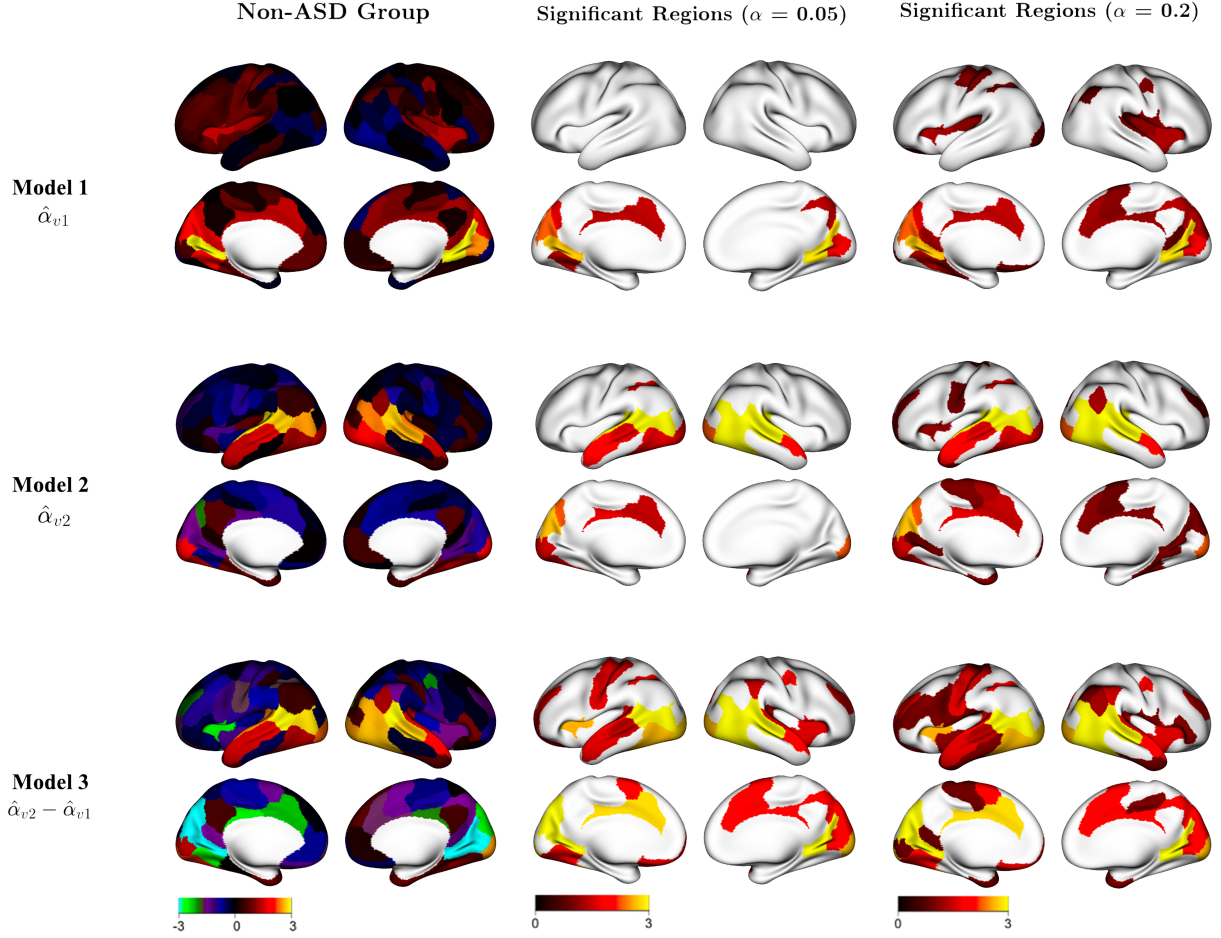 Non-ASD Group
Significant Regions (α = 0.05)
Significant Regions (α = 0.2)
Model 1
α̂v1
Model 2
α̂v2
Model 3
α̂v2 − α̂v1
-3 0 3
0 3
0 3